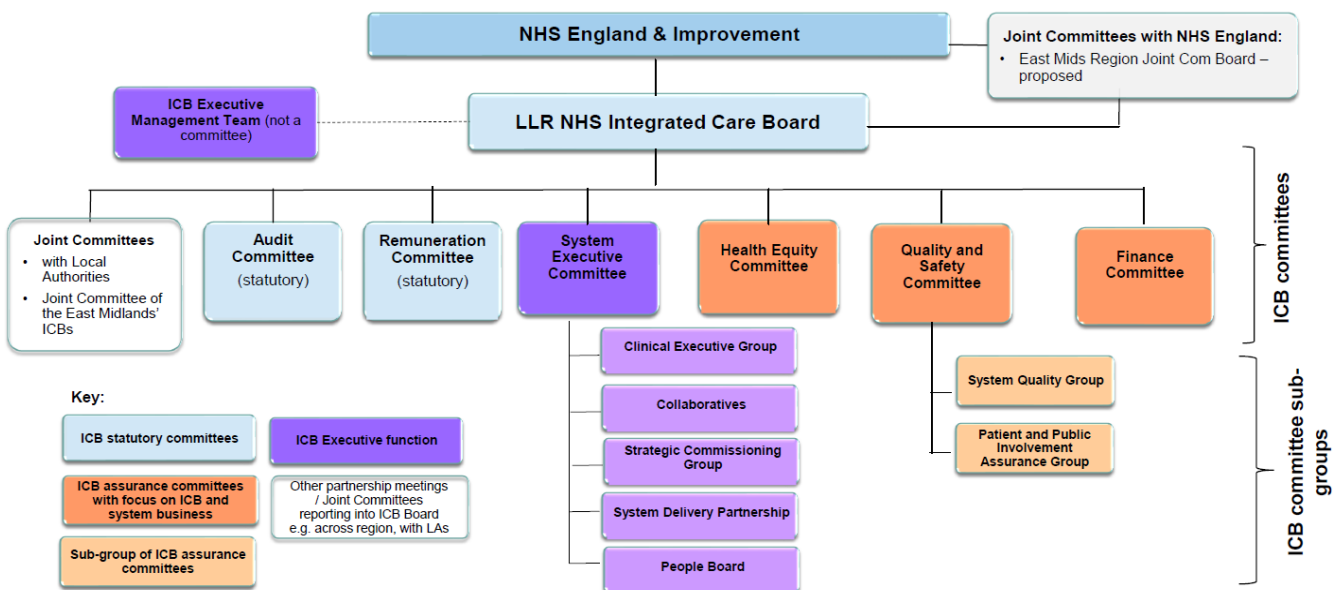 NHS England & Improvement
Joint Committees with NHS England:
• East Mids Region Joint Com Board –
proposed
ICB Executive
Management Team (not a
committee)
LLR NHS Integrated Care Board
Joint Committees
• with Local
Authorities
• Joint Committee of
the East Midlands'
ICBs
Audit
Committee
(statutory)
Remuneration
Committee
(statutory)
System
Executive
Committee
Health Equity
Committee
Quality and
Safety
Committee
Finance
Committee
ICB committees
Clinical Executive Group
Collaboratives
Strategic Commissioning
Group
System Delivery Partnership
People Board
System Quality Group
Patient and Public
Involvement
Assurance Group
ICB committee sub-
groups
Key:
ICB statutory committees
ICB Executive function
ICB assurance committees
with focus on ICB and
system business
Other partnership meetings
/ Joint Committees
reporting into ICB Board
e.g. across region, with LAs
Sub-group of ICB assurance
committees